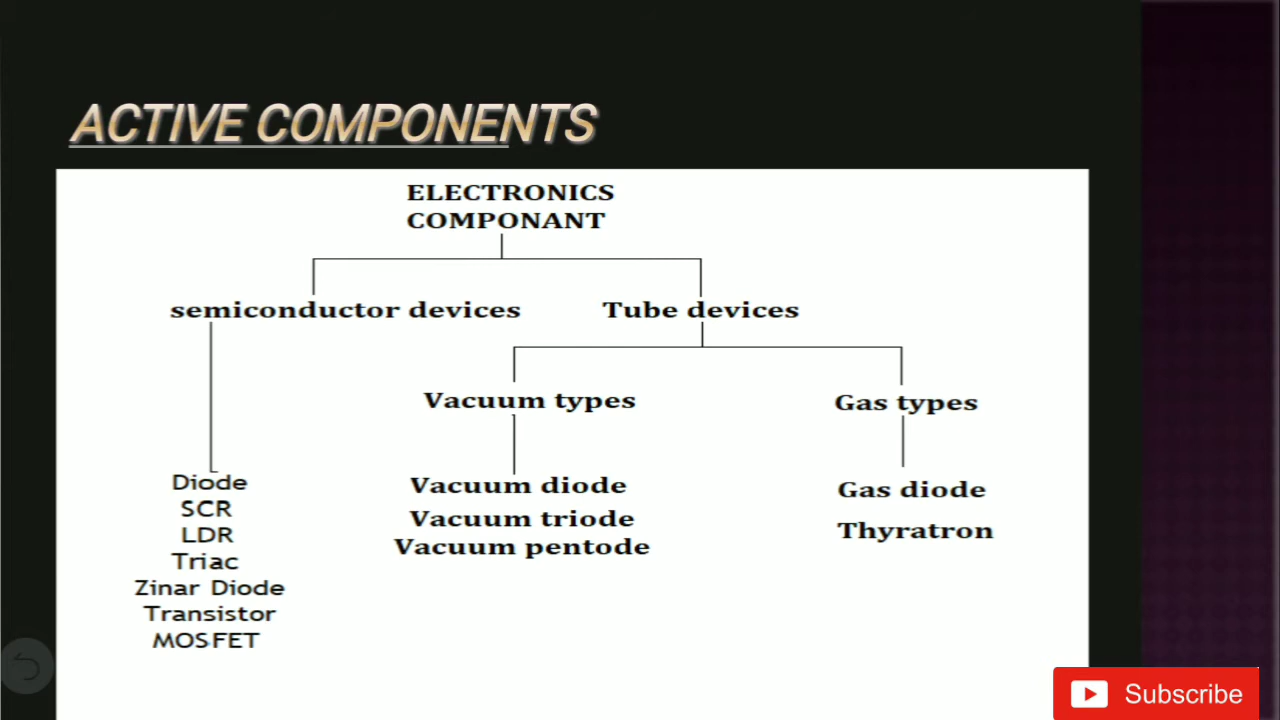 ACTIVE COMPONENTS
ELECTRONICS
COMPONANT
semiconductor devices
Tube devices
Vacuum types
Gas types
Diode
SCR
LDR
Triac
Zinar Diode
Transistor
MOSFET
Vacuum diode
Vacuum triode
Vacuum pentode
Gas diode
Thyratron
Subscribe